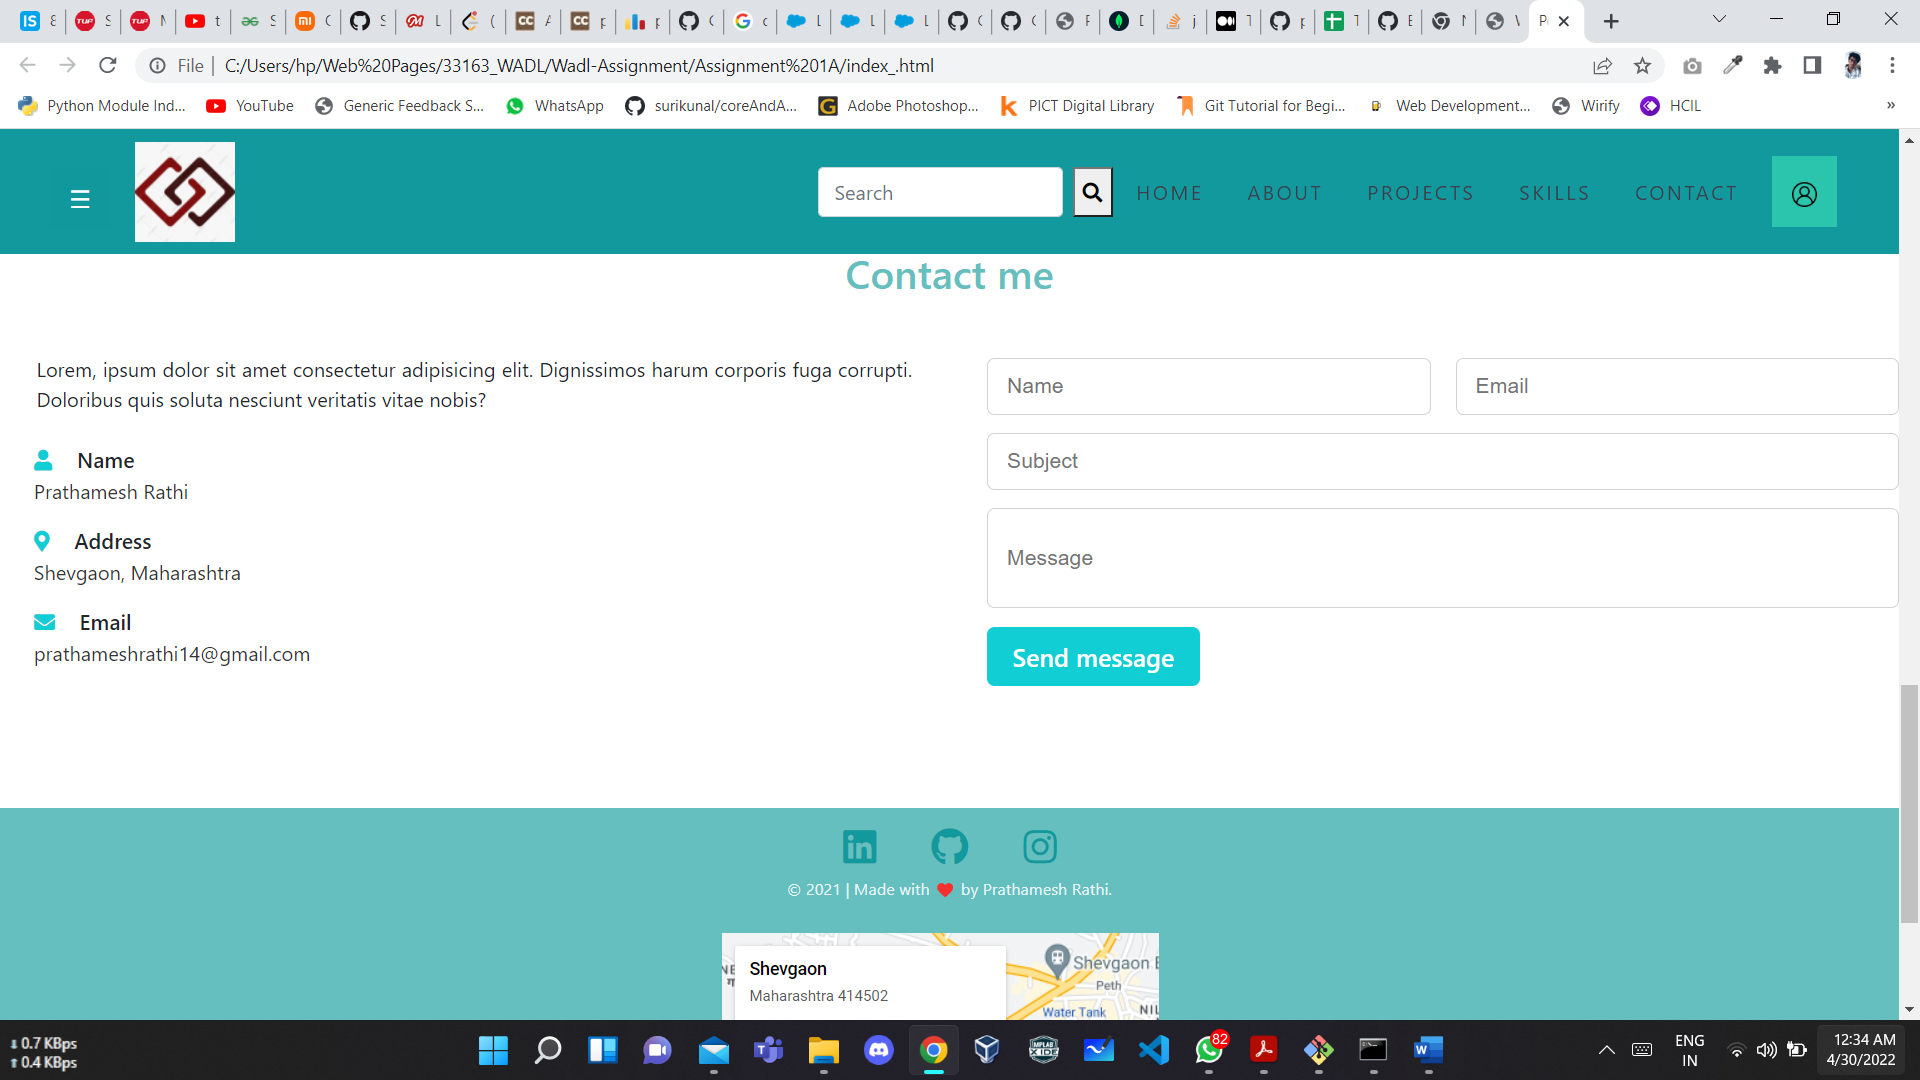 File
C:/Users/hp/Web%20Pages/33163_WADL/Wadl-Assignment/Assignment%201A/index_.html
Python Module Ind...
YouTube
Generic Feedback S...
WhatsApp
surikunal/coreAndA...
Adobe Photoshop...
PICT Digital Library
Git Tutorial for Begi...
Web Development...
Wirify
HCIL
»
Search
HOME
ABOUT
PROJECTS
SKILLS
CONTACT
Contact me
Lorem, ipsum dolor sit amet consectetur adipisicing elit. Dignissimos harum corporis fuga corrupti.
Doloribus quis soluta nesciunt veritatis vitae nobis?
Name
Prathamesh Rathi
Address
Shevgaon, Maharashtra
Email
prathameshrathi14@gmail.com
Name
Email
Subject
Message
Send message
© 2021 | Made with ❤ by Prathamesh Rathi.
Shevgaon
Maharashtra 414502
Shevgaon
Peth
Water Tank
NIL
0.7 KBps
0.4 KBps
82
ENG
IN
12:34 AM
4/30/2022